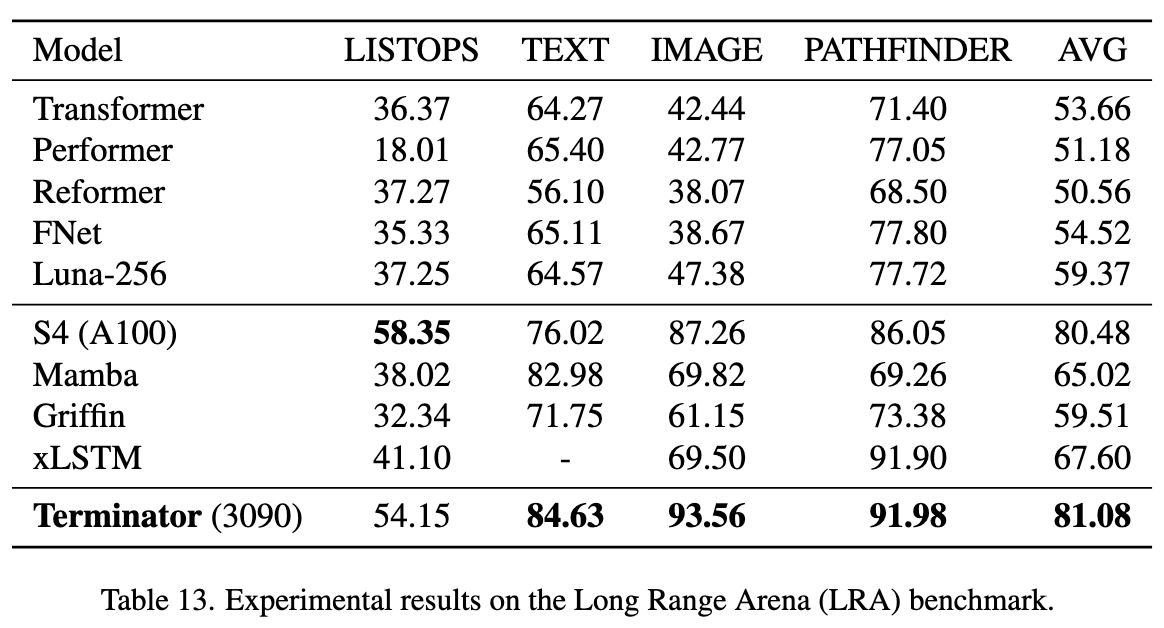 Model LISTOPS TEXT IMAGE PATHFINDER AVG
Transformer 36.37 64.27 42.44 71.40 53.66
Performer 18.01 65.40 42.77 77.05 51.18
Reformer 37.27 56.10 38.07 68.50 50.56
FNet 35.33 65.11 38.67 77.80 54.52
Luna-256 37.25 64.57 47.38 77.72 59.37
S4 (A100) 58.35 76.02 87.26 86.05 80.48
Mamba 38.02 82.98 69.82 69.26 65.02
Griffin 32.34 71.75 61.15 73.38 59.51
xLSTM 41.10 - 69.50 91.90 67.60
Terminator (3090) 54.15 84.63 93.56 91.98 81.08
Table 13. Experimental results on the Long Range Arena (LRA) benchmark.